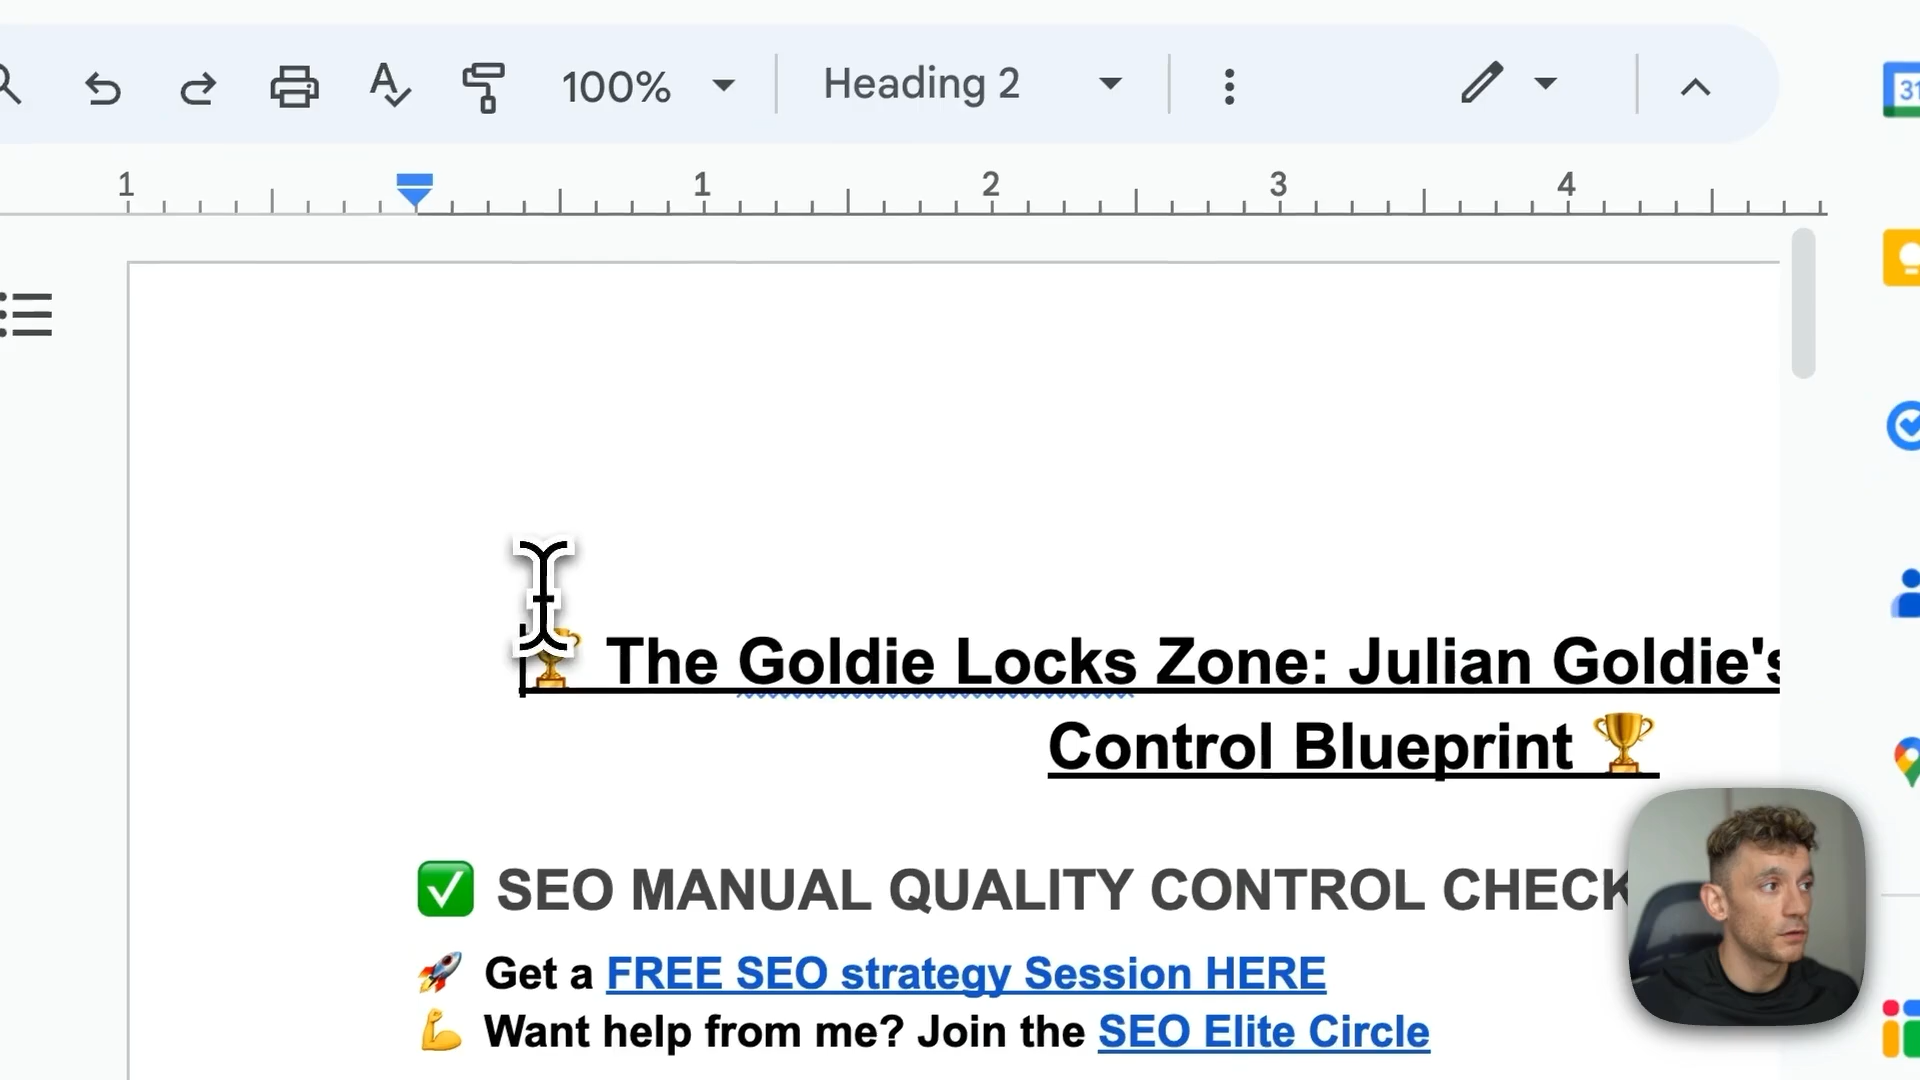 100% Heading 2
31
1 1 2 3 4
🏆 The Goldie Locks Zone: Julian Goldie's
Control Blueprint 🏆
✅ SEO MANUAL QUALITY CONTROL CHECK
🚀 Get a FREE SEO strategy Session HERE
💪 Want help from me? Join the SEO Elite Circle